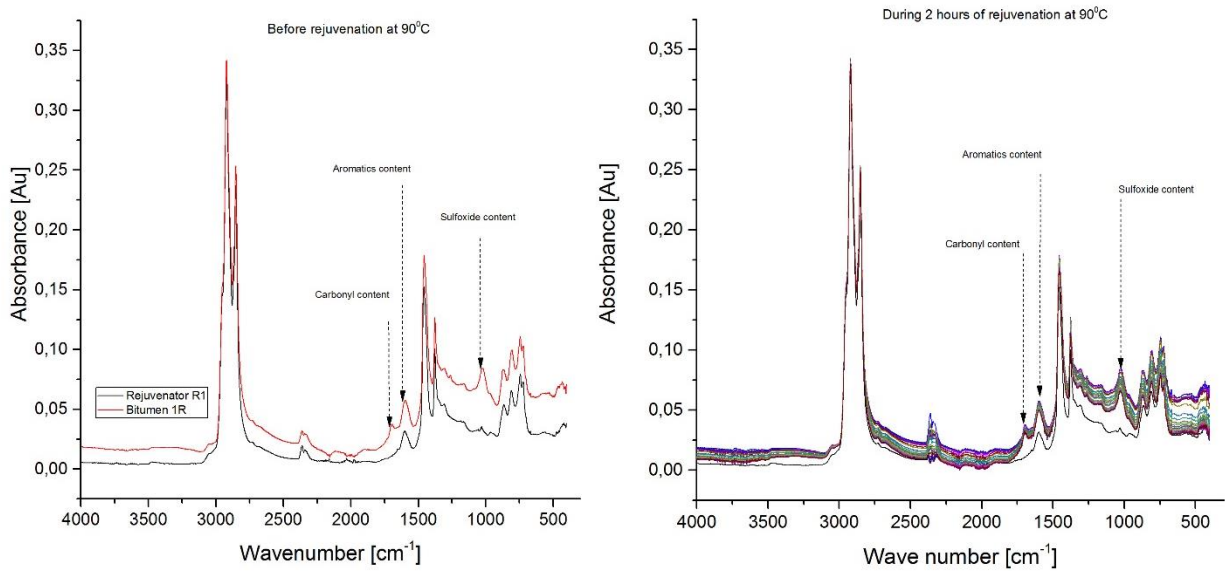 Before rejuvenation at 90⁰C
0,35
0,30
0,25
0,20
0,15
0,10
0,05
0,00
Absorbance [Au]
Aromatics content
Sulfoxide content
Carbonyl content
Rejuvenator R1
Bitumen 1R
4000 3500 3000 2500 2000 1500 1000 500
Wavenumber [cm⁻¹]
During 2 hours of rejuvenation at 90⁰C
0,35
0,30
0,25
0,20
0,15
0,10
0,05
0,00
Absorbance [Au]
Aromatics content
Sulfoxide content
Carbonyl content
4000 3500 3000 2500 2000 1500 1000 500
Wave number [cm⁻¹]